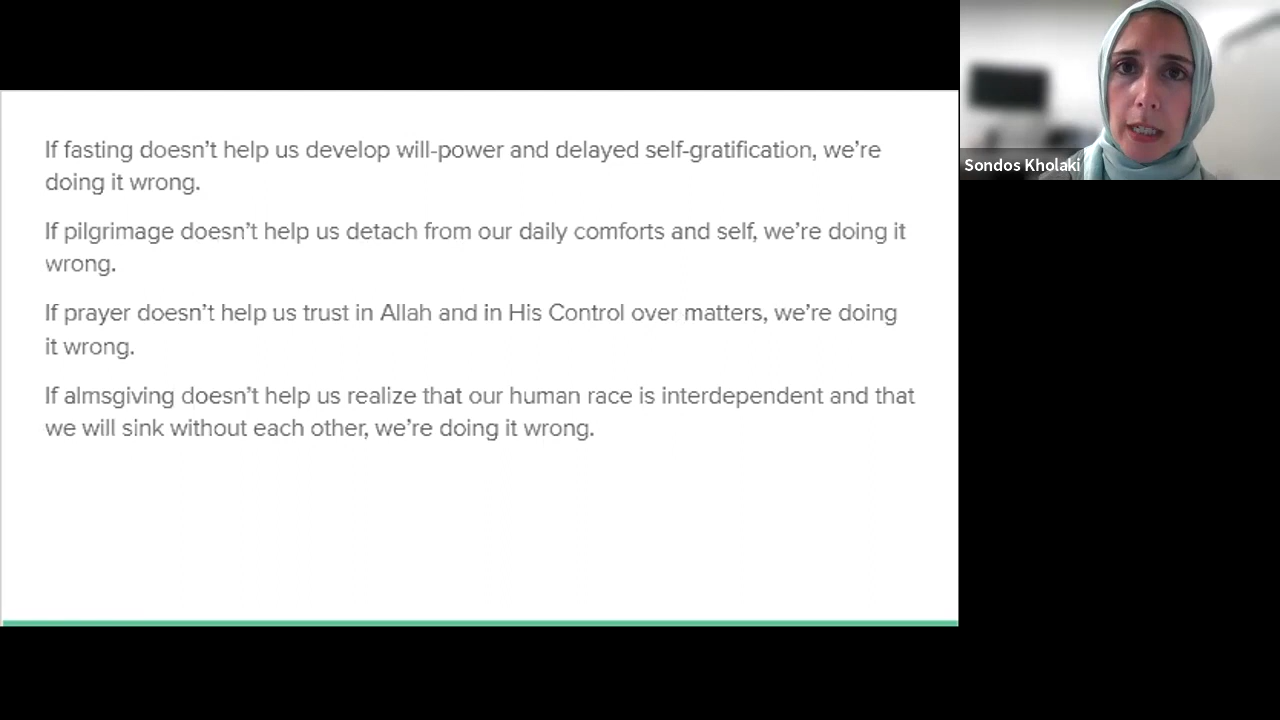 If fasting doesn’t help us develop will-power and delayed self-gratification, we’re
doing it wrong.
If pilgrimage doesn’t help us detach from our daily comforts and self, we’re doing it
wrong.
If prayer doesn’t help us trust in Allah and in His Control over matters, we’re doing
it wrong.
If almsgiving doesn’t help us realize that our human race is interdependent and that
we will sink without each other, we’re doing it wrong.
Sondos Kholaki